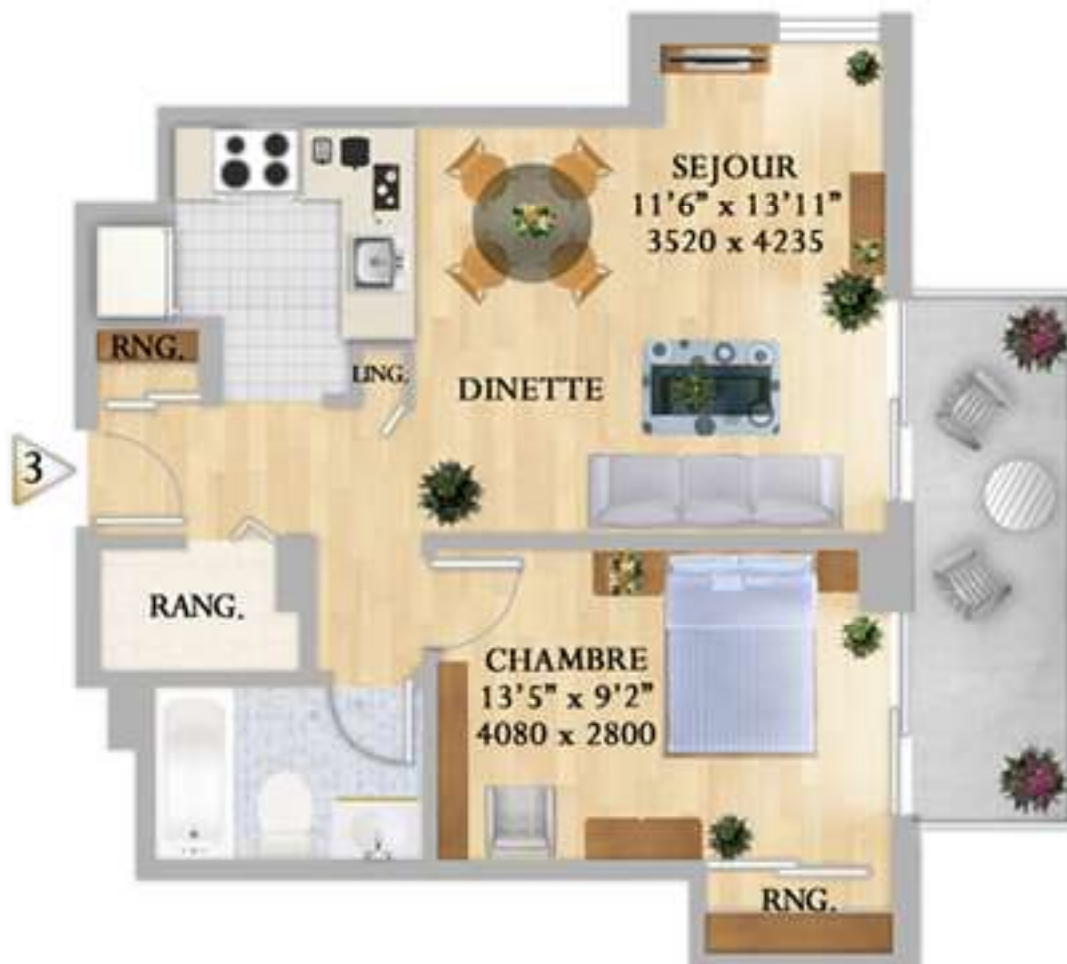 SEJOUR
11'6" x 13'11"
3520 x 4235
RNG.
LING.
DINETTE
3
RANG.
CHAMBRE
13'5" x 9'2"
4080 x 2800
RNG.